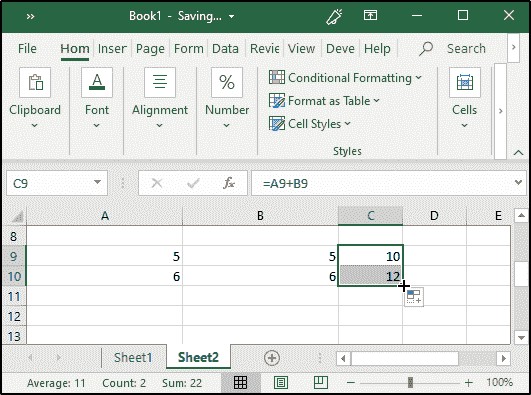 Book1 - Saving...
File Hom Inser Page Form Data Revie View Deve Help Search
Conditional Formatting
Format as Table
Cell Styles
Clipboard Font Alignment Number Cells
Styles
C9 fx =A9+B9
A B C D E
8
9 5 5 10
10 6 6 12
11
12
13
Sheet1 Sheet2
Average: 11 Count: 2 Sum: 22 100%